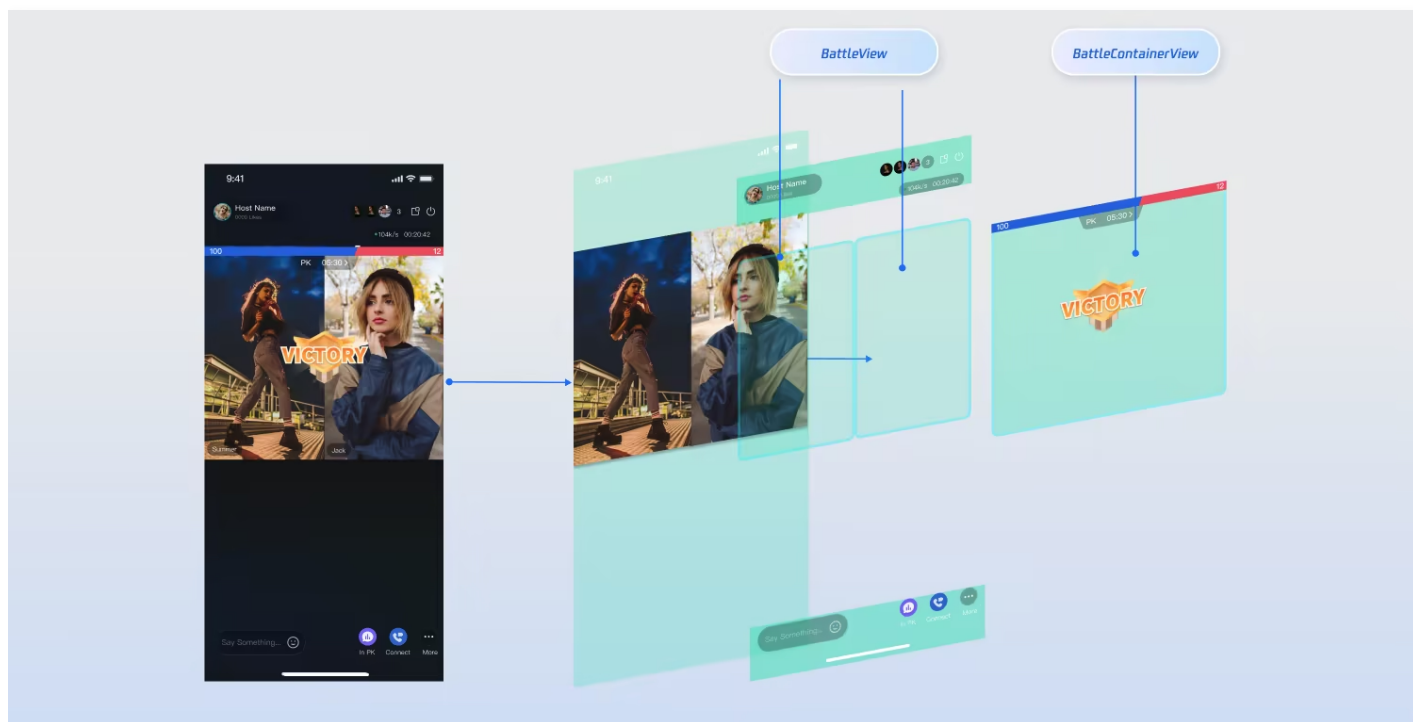 BattleView
BattleContainerView
9:41
Host Name
0000 Likes
3
104k/s 00:20:42
100
12
PK 05:30 >
VICTORY
Summer
Jack
Say Something...
In PK
Connect
More
9:41
Host Name
3
104k/s 00:20:42
100
PK 05:30 >
12
VICTORY
Say Something...
In PK
Connect
More